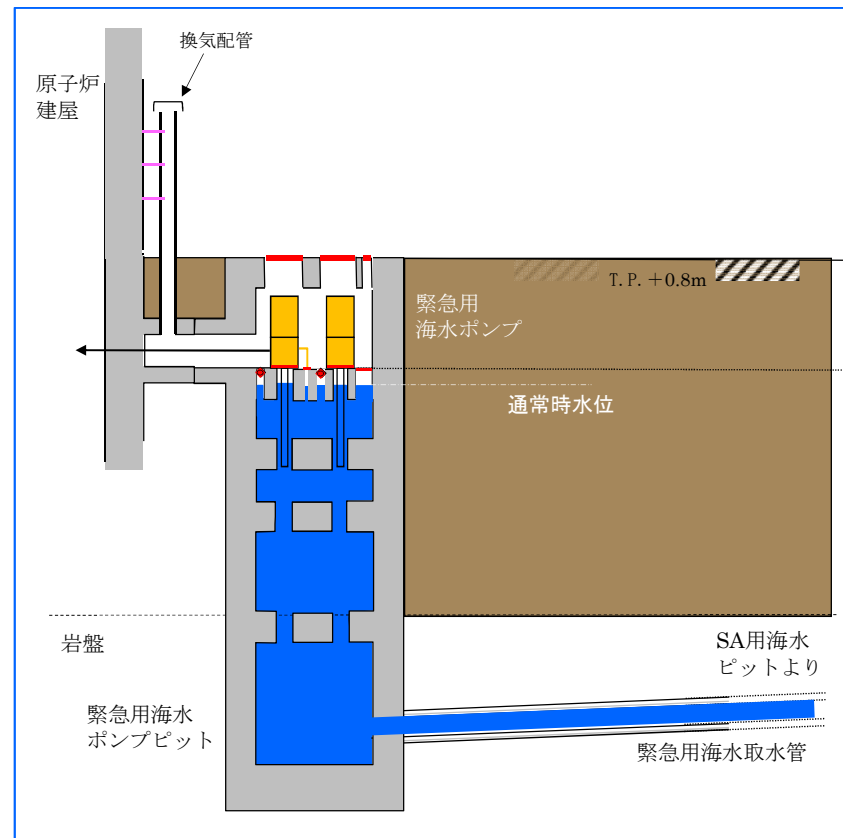 換気配管
原子炉
建屋
T.P.+0.8m
緊急用
海水ポンプ
通常時水位
岩盤
SA用海水
ピットより
緊急用海水
ポンプピット
緊急用海水取水管